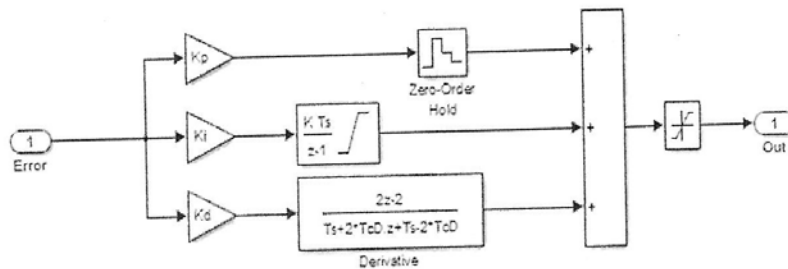 Kp
Zero-Order
Hold
1
Error
Ki
K Ts
z-1
1
Out
Kd
2z-2
Ts+2*TcD.z+Ts-2*TcD
Derivative
+
+
+